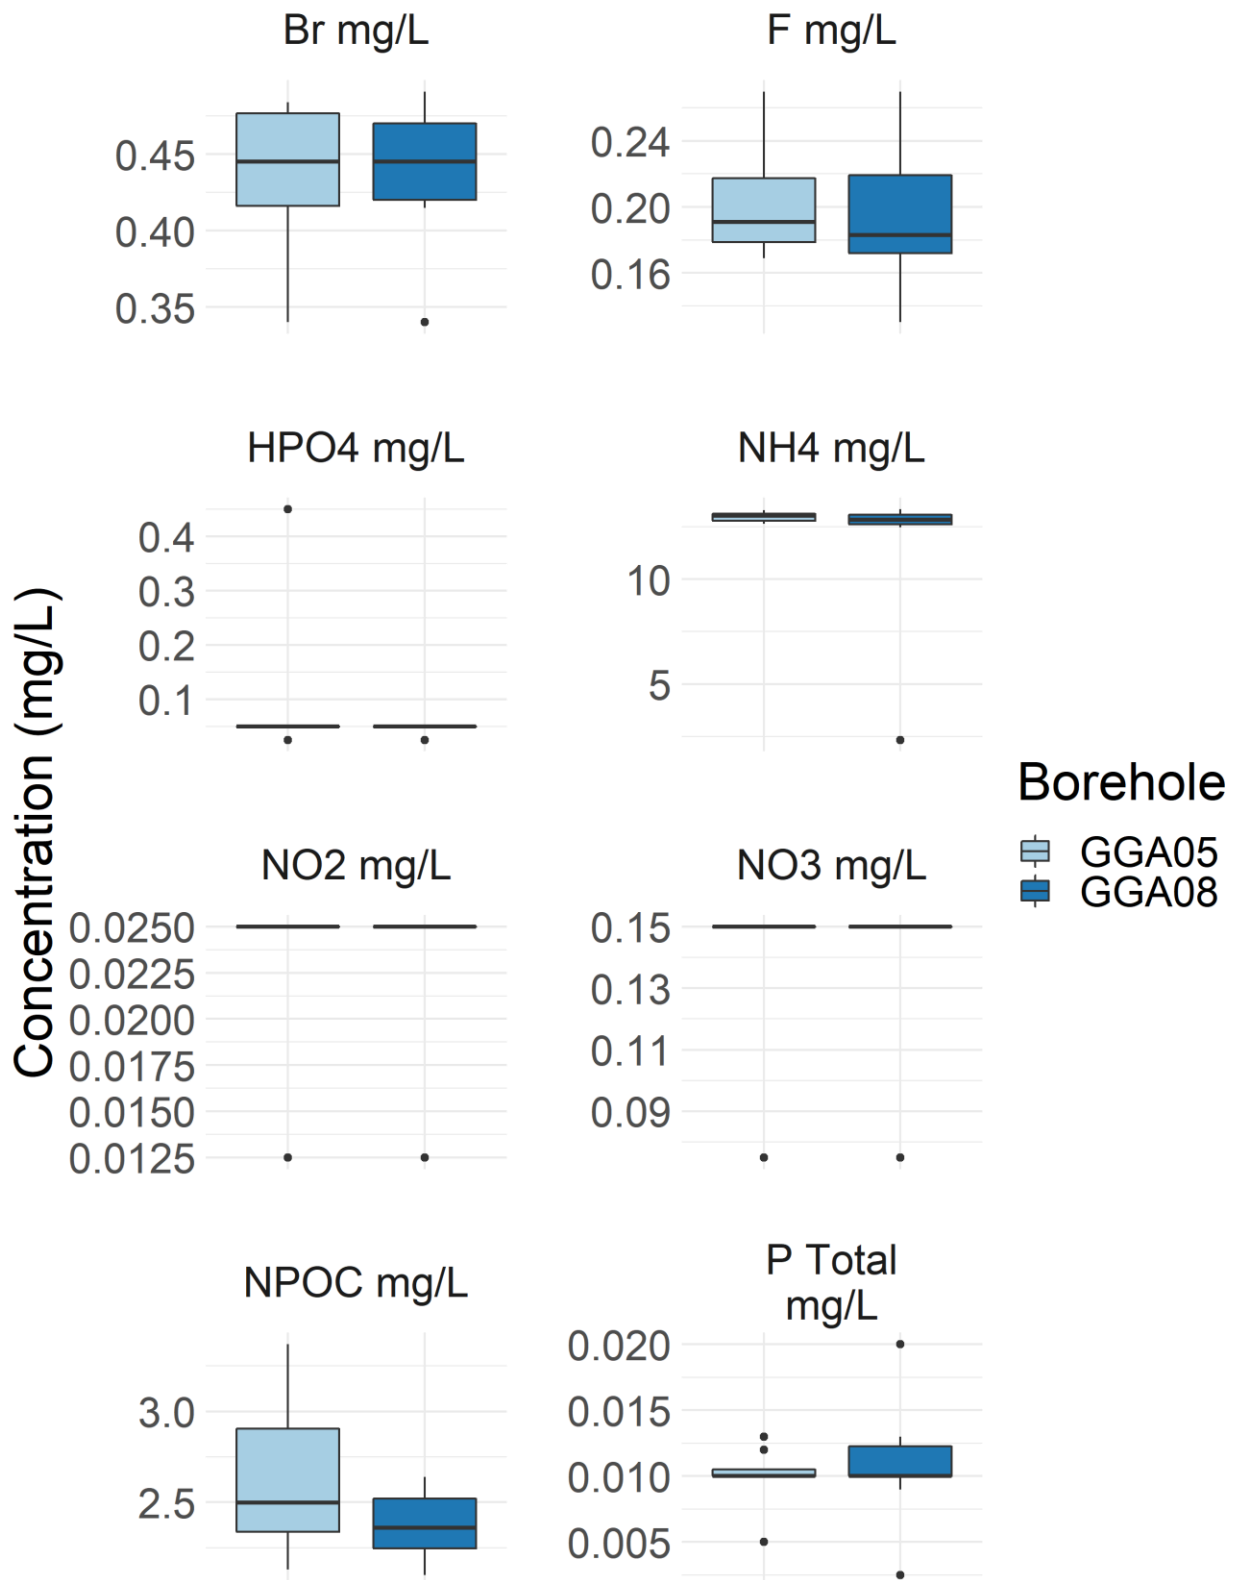 Br mg/L
F mg/L
0.45
0.40
0.35
0.24
0.20
0.16
HPO4 mg/L
NH4 mg/L
0.4
0.3
0.2
0.1
10
5
Concentration (mg/L)
Borehole
GGA05
GGA08
NO2 mg/L
NO3 mg/L
0.0250
0.0225
0.0200
0.0175
0.0150
0.0125
0.15
0.13
0.11
0.09
NPOC mg/L
P Total
mg/L
3.0
2.5
0.020
0.015
0.010
0.005